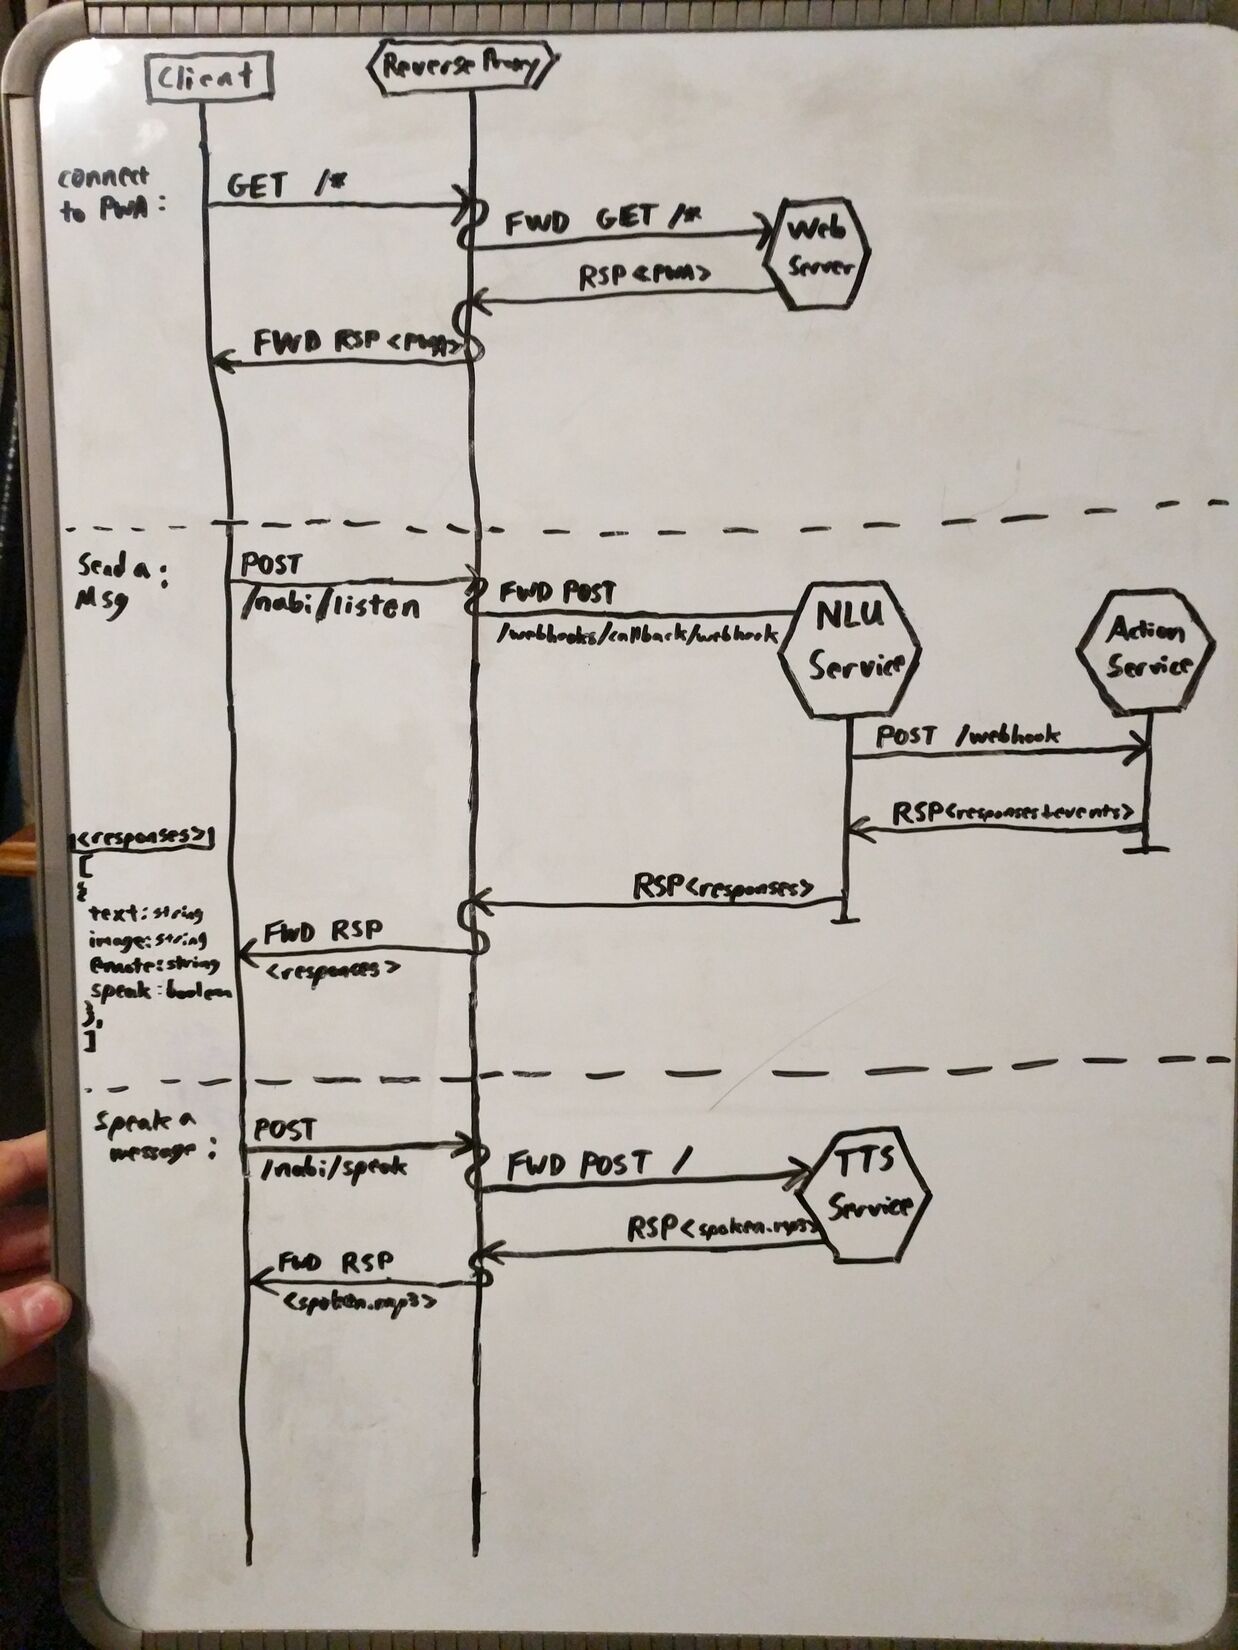 Client
Reverse Proxy
connect
to PWA:
GET /*
FWD GET /*
Web
Server
RSP<PWA>
FWD RSP<PWA>
Send a:
Msg
POST
/nabi/listen
FWD POST
/webhooks/callback/webhook
NLU
Service
Action
Service
POST /webhook
RSP<responses+events>
<responses>
[
{
text:string
image:string
emote:string
speak:boolean
},
]
RSP<responses>
FWD RSP
<responses>
Speak a
message:
POST
/nabi/speak
FWD POST /
TTS
Service
RSP<spoken.mp3>
FWD RSP
<spoken.mp3>